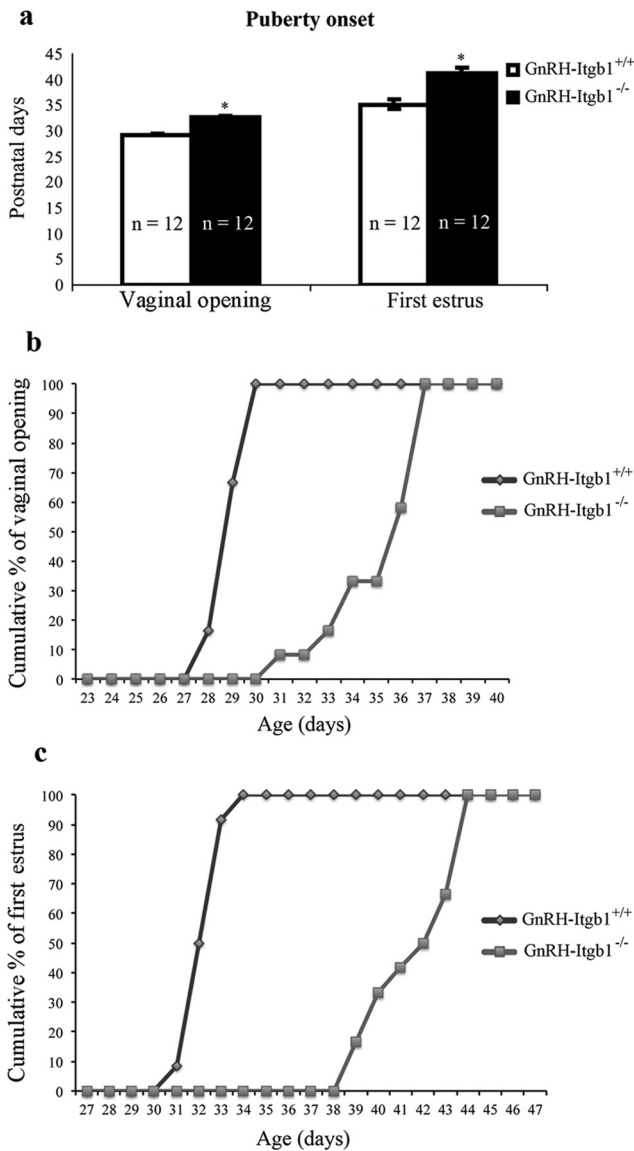 a
Puberty onset
Postnatal days
45
40
35
30
25
20
15
10
5
0
*
*
n = 12
n = 12
n = 12
n = 12
Vaginal opening
First estrus
GnRH-Itgb1+/+
GnRH-Itgb1-/-
b
Cumulative % of vaginal opening
100
90
80
70
60
50
40
30
20
10
0
23 24 25 26 27 28 29 30 31 32 33 34 35 36 37 38 39 40
Age (days)
GnRH-Itgb1+/+
GnRH-Itgb1-/-
c
Cumulative % of first estrus
100
90
80
70
60
50
40
30
20
10
0
27 28 29 30 31 32 33 34 35 36 37 38 39 40 41 42 43 44 45 46 47
Age (days)
GnRH-Itgb1+/+
GnRH-Itgb1-/-